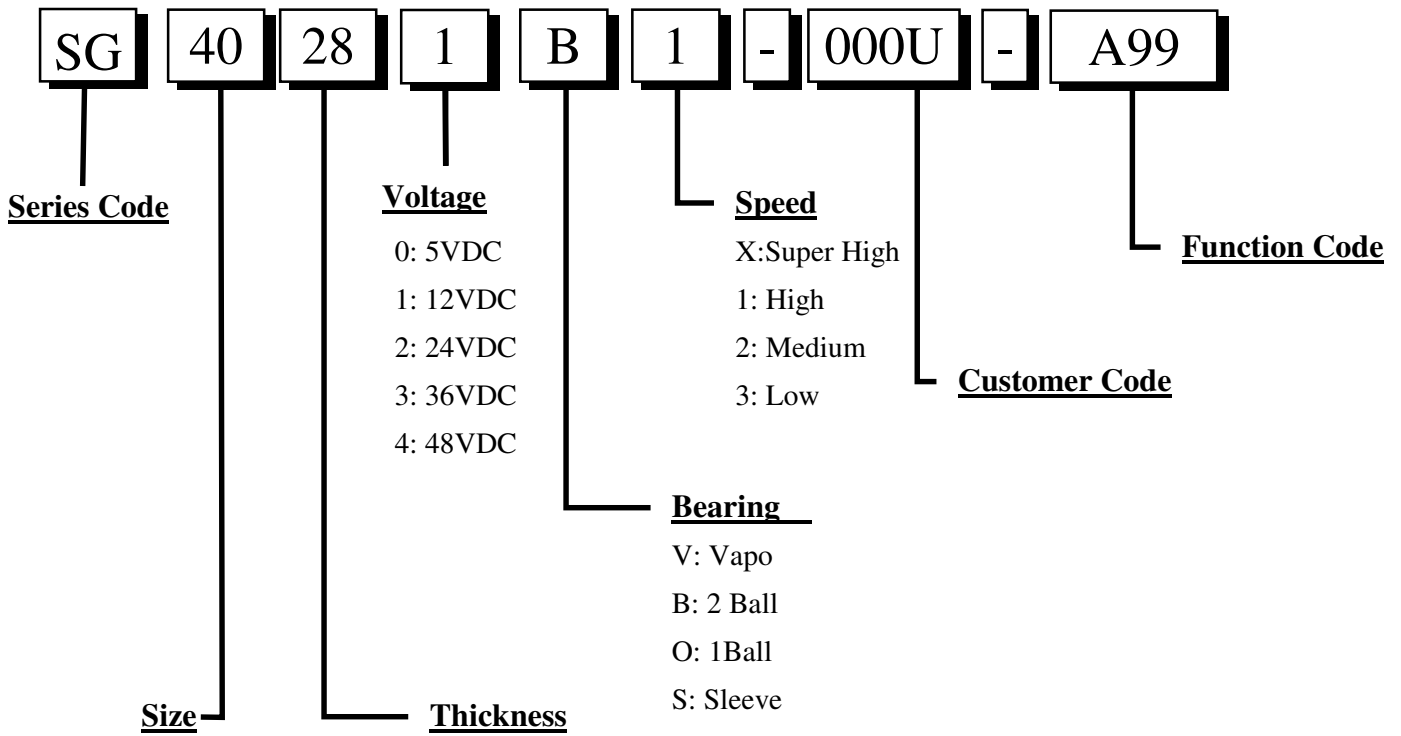 SG 40 28 1 B 1 - 000U - A99
Series Code
Voltage
0: 5VDC
1: 12VDC
2: 24VDC
3: 36VDC
4: 48VDC
Speed
X:Super High
1: High
2: Medium
3: Low
Function Code
Customer Code
Bearing
V: Vapo
B: 2 Ball
O: 1Ball
S: Sleeve
Size
Thickness